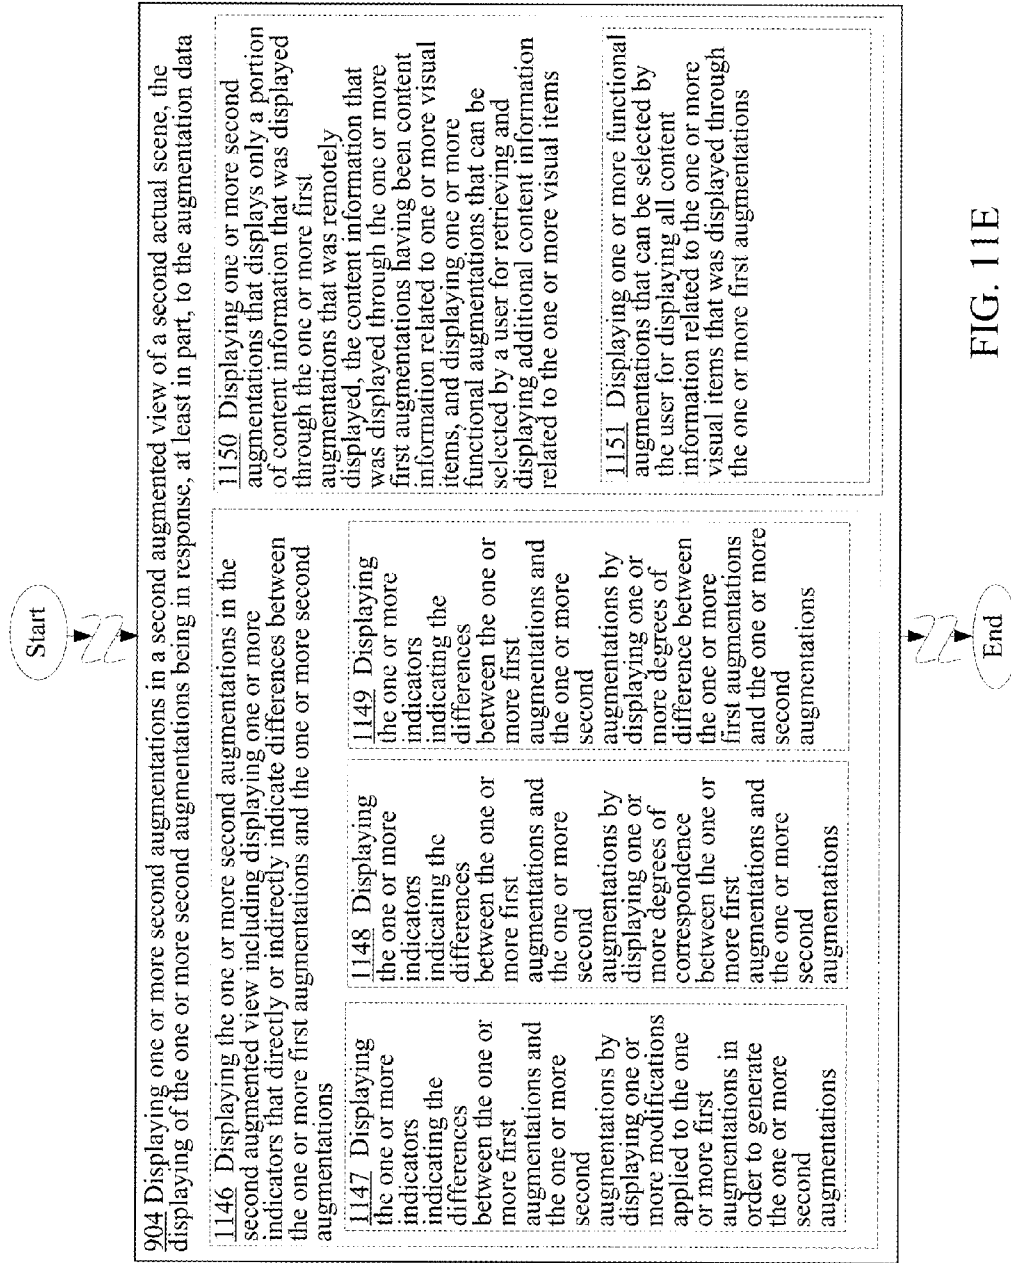 Start
904 Displaying one or more second augmentations in a second augmented view of a second actual scene, the
displaying of the one or more second augmentations being in response, at least in part, to the augmentation data
1146 Displaying the one or more second augmentations in the
second augmented view including displaying one or more
indicators that directly or indirectly indicate differences between
the one or more first augmentations and the one or more second
augmentations
1147 Displaying
the one or more
indicators
indicating the
differences
between the one or
more first
augmentations and
the one or more
second
augmentations by
displaying one or
more modifications
applied to the one
or more first
augmentations in
order to generate
the one or more
second
augmentations
1148 Displaying
the one or more
indicators
indicating the
differences
between the one or
more first
augmentations and
the one or more
second
augmentations by
displaying one or
more degrees of
correspondence
between the one or
more first
augmentations and
the one or more
second
augmentations
1149 Displaying
the one or more
indicators
indicating the
differences
between the one or
more first
augmentations and
the one or more
second
augmentations by
displaying one or
more degrees of
difference between
the one or more
first augmentations
and the one or more
second
augmentations
1150 Displaying one or more second
augmentations that displays only a portion
of content information that was displayed
through the one or more first
augmentations that was remotely
displayed, the content information that
was displayed through the one or more
first augmentations having been content
information related to one or more visual
items, and displaying one or more
functional augmentations that can be
selected by a user for retrieving and
displaying additional content information
related to the one or more visual items
1151 Displaying one or more functional
augmentations that can be selected by
the user for displaying all content
information related to the one or more
visual items that was displayed through
the one or more first augmentations
End
FIG. 11E